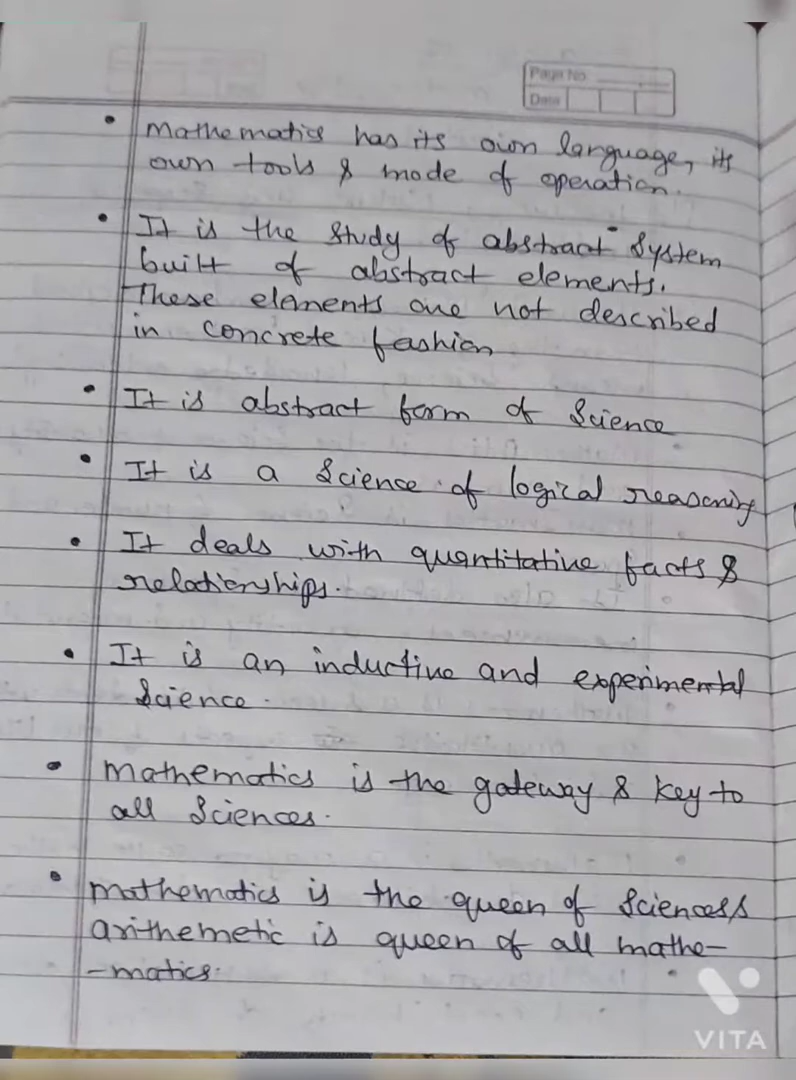 Page No.
Date
• Mathematics has its own language, its
own tools & mode of operation.
• It is the study of abstract system
built of abstract elements.
These elements are not described
in concrete fashion
• It is abstract form of Science
• It is a Science of logical reasoning
• It deals with quantitative facts &
relationships.
• It is an inductive and experimental
Science.
• Mathematics is the gateway & key to
all Sciences.
• Mathematics is the queen of Sciences &
arithemetic is queen of all mathe-
-matics.
VITA